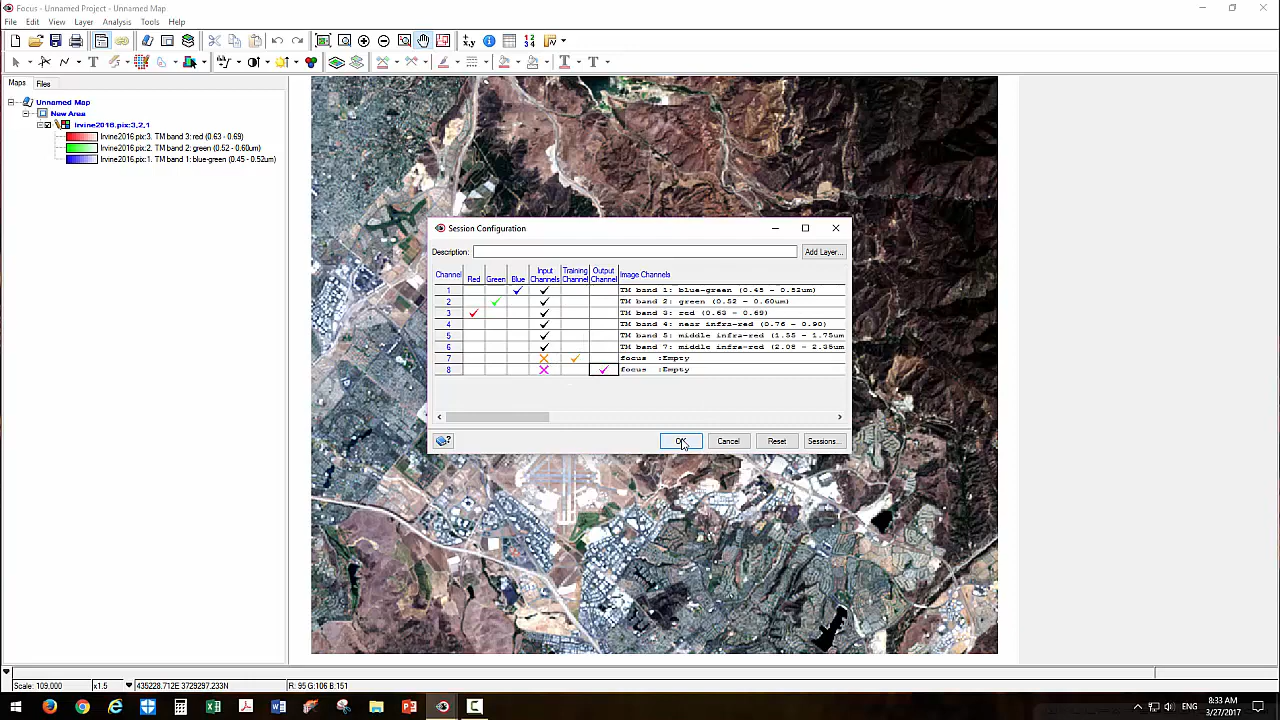 Focus - Unnamed Project - Unnamed Map
File Edit View Layer Analysis Tools Help
Maps Files
Unnamed Map
New Area
Irvine2016.pix:3,2,1
Irvine2016.pix:3. TM band 3: red (0.63 - 0.69)
Irvine2016.pix:2. TM band 2: green (0.52 - 0.60um)
Irvine2016.pix:1. TM band 1: blue-green (0.45 - 0.52um)
Session Configuration
Description: Add Layer...
Channel Red Green Blue Input Channels Training Channel Output Channel Image Channels
1 TM band 1: blue-green (0.45 - 0.52um)
2 TM band 2: green (0.52 - 0.60um)
3 TM band 3: red (0.63 - 0.69)
4 TM band 4: near infra-red (0.76 - 0.90)
5 TM band 5: middle infra-red (1.55 - 1.75um
6 TM band 7: middle infra-red (2.08 - 2.35um
7 focus :Empty
8 focus :Empty
OK Cancel Reset Sessions...
Scale: 109.000 x1.5 435228.712E 3729297.233N R: 95 G:106 B:151
ENG 8:33 AM
3/27/2017